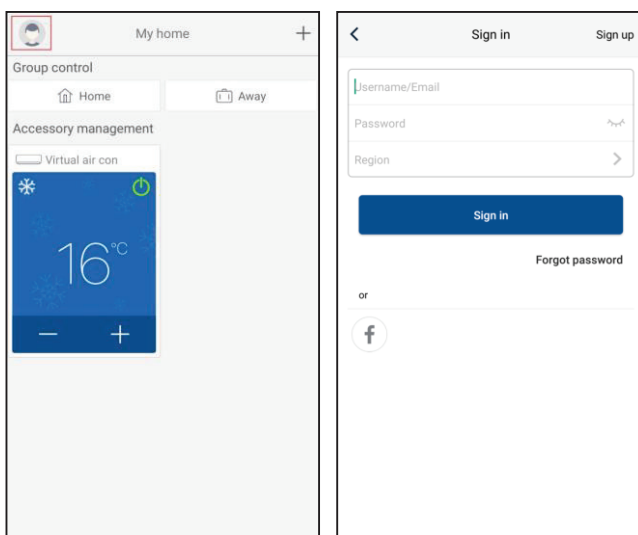 My home
Group control
Home
Away
Accessory management
Virtual air con
16°C
Sign in
Sign up
Username/Email
Password
Region
Sign in
Forgot password
or